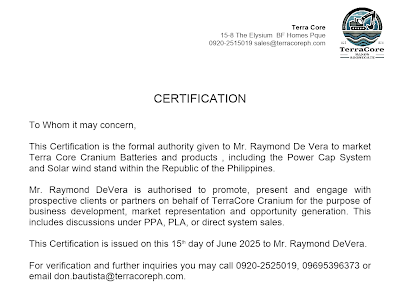 Terra Core
15-8 The Elysium BF Homes Pque
0920-2515019 sales@terracoreph.com
TerraCore
CERTIFICATION
To Whom it may concern,
This Certification is the formal authority given to Mr. Raymond De Vera to market
Terra Core Cranium Batteries and products , including the Power Cap System
and Solar wind stand within the Republic of the Philippines.
Mr. Raymond DeVera is authorised to promote, present and engage with
prospective clients or partners on behalf of TerraCore Cranium for the purpose of
business development, market representation and opportunity generation. This
includes discussions under PPA, PLA, or direct system sales.
This Certification is issued on this 15th day of June 2025 to Mr. Raymond DeVera.
For verification and further inquiries you may call 0920-2525019, 09695396373 or
email don.bautista@terracoreph.com.